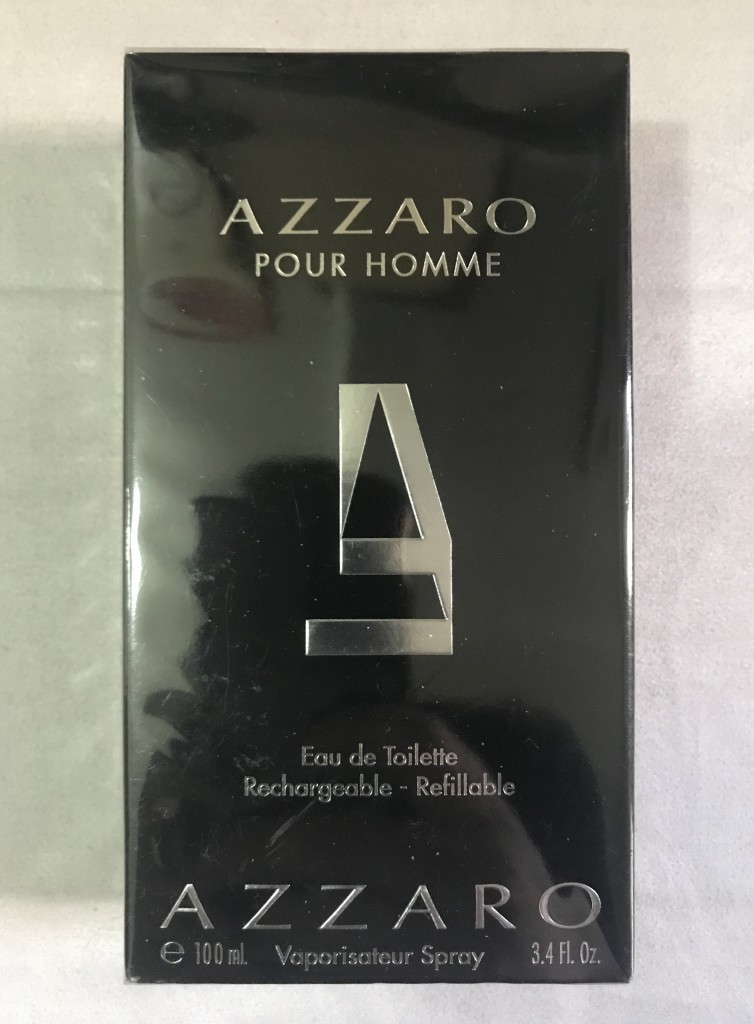 AZZARO
POUR HOMME
Eau de Toilette
Rechargeable - Refillable
AZZARO
℮ 100 ml. Vaporisateur Spray 3.4 Fl. Oz.